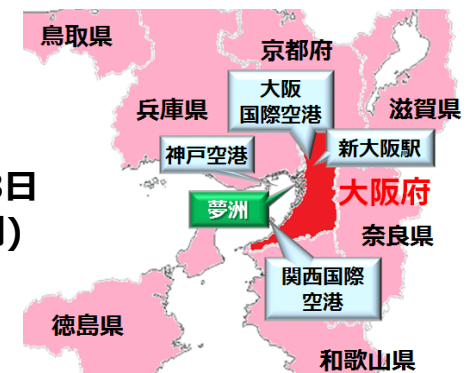 鳥取県
京都府
大阪
国際空港
兵庫県
滋賀県
新大阪駅
神戸空港
日
大阪府
夢洲
)
奈良県
関西国際
空港
徳島県
和歌山県